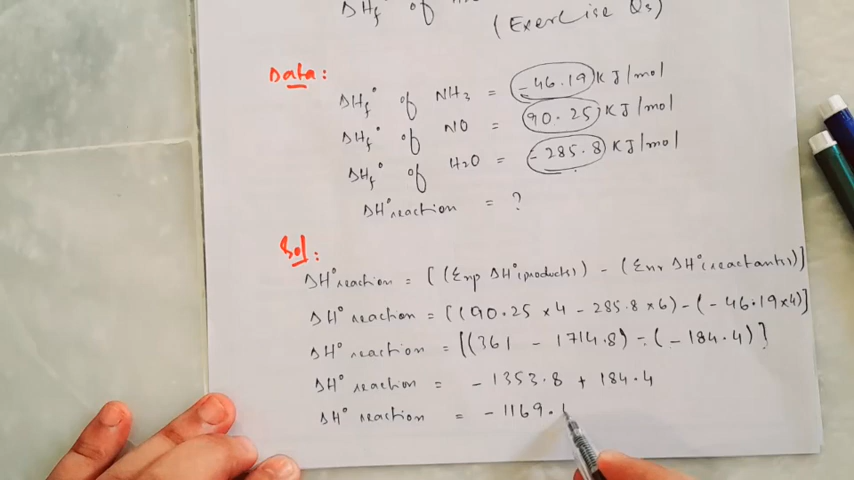 ΔHf° of
(Exercise Qs)
Data:
ΔHf° of NH3 = -46.19 KJ/mol
ΔHf° of NO = 90.25 KJ/mol
ΔHf° of H2O = -285.8 KJ/mol
ΔH° reaction = ?
Sol:
ΔH° reaction = [(Σnp ΔH°(products) - (Σnr ΔH°(reactants)]
ΔH° reaction = [(90.25 x 4 - 285.8 x 6) - (-46.19 x 4)]
ΔH° reaction = [(361 - 1714.8) - (-184.4)]
ΔH° reaction = -1353.8 + 184.4
ΔH° reaction = -1169.